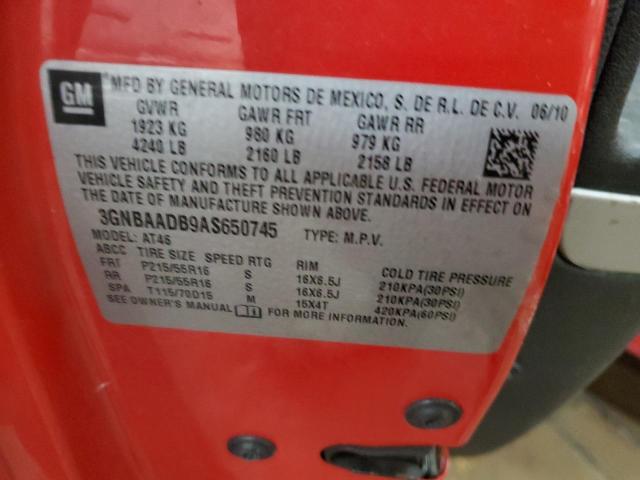 GM
MFD BY GENERAL MOTORS DE MEXICO, S. DE R.L. DE C.V. 06/10
GVWR GAWR FRT GAWR RR
1923 KG 980 KG 979 KG
4240 LB 2160 LB 2158 LB
THIS VEHICLE CONFORMS TO ALL APPLICABLE U.S. FEDERAL MOTOR
VEHICLE SAFETY AND THEFT PREVENTION STANDARDS IN EFFECT ON
THE DATE OF MANUFACTURE SHOWN ABOVE.
3GNBAADB9AS650745 TYPE: M.P.V.
MODEL: AT46
ABCC TIRE SIZE SPEED RTG RIM COLD TIRE PRESSURE
FRT P215/55R16 S 16X6.5J 210KPA(30PSI)
RR P215/55R16 S 16X6.5J 210KPA(30PSI)
SPA T115/70D15 M 15X4T 420KPA(60PSI)
SEE OWNER'S MANUAL FOR MORE INFORMATION.